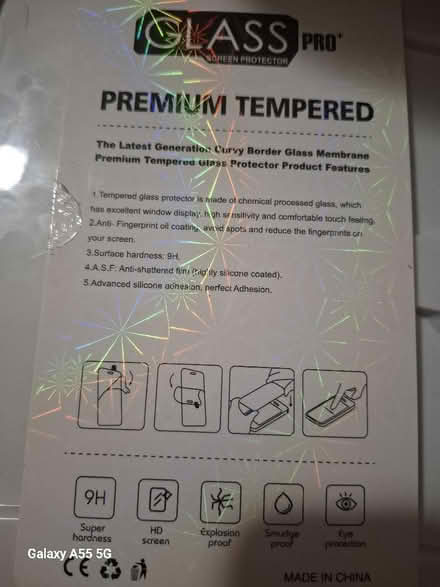 GLASS PRO+
SCREEN PROTECTOR
PREMIUM TEMPERED
The Latest Generation Curvy Border Glass Membrane
Premium Tempered Glass Protector Product Features
1.Tempered glass protector is made of chemical processed glass, which
has excellent window display, high sensitivity and comfortable touch feeling.
2.Anti- Fingerprint oil coating, avoid spots and reduce the fingerprints on
your screen.
3.Surface hardness: 9H.
4.A.S.F: Anti-shattered film (highly silicone coated).
5.Advanced silicone adhesion, perfect Adhesion.
9H
Super
hardness
HD
screen
Explosion
proof
Smudge
proof
Eye
protection
Galaxy A55 5G
CE
MADE IN CHINA